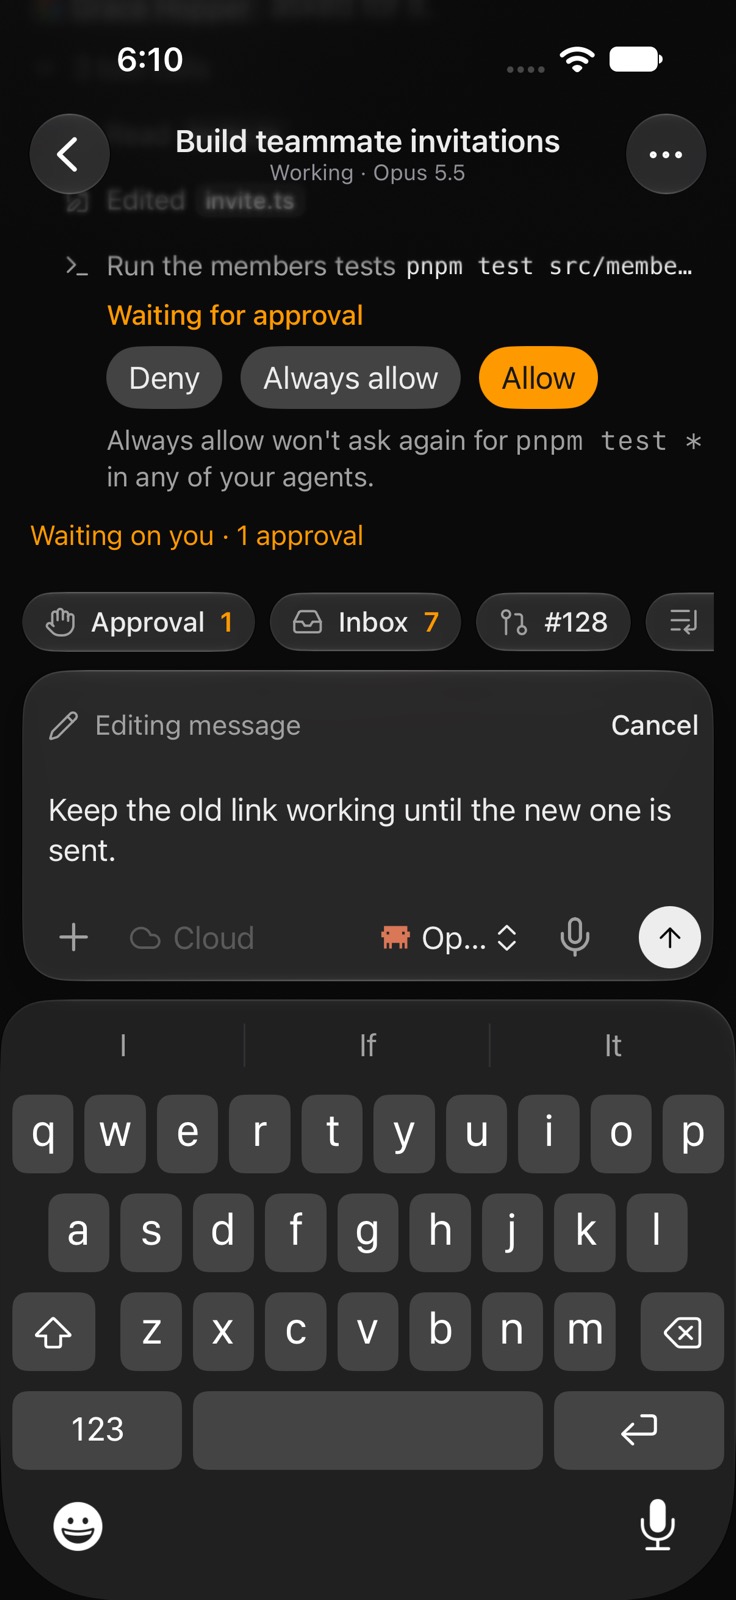 6:10
Build teammate invitations
Working · Opus 5.5
Edited invite.ts
Run the members tests pnpm test src/membe…
Waiting for approval
Deny
Always allow
Allow
Always allow won't ask again for pnpm test *
in any of your agents.
Waiting on you · 1 approval
Approval 1
Inbox 7
#128
Editing message
Cancel
Keep the old link working until the new one is
sent.
Cloud
Op…
I
If
It
q w e r t y u i o p
a s d f g h j k l
z x c v b n m
123